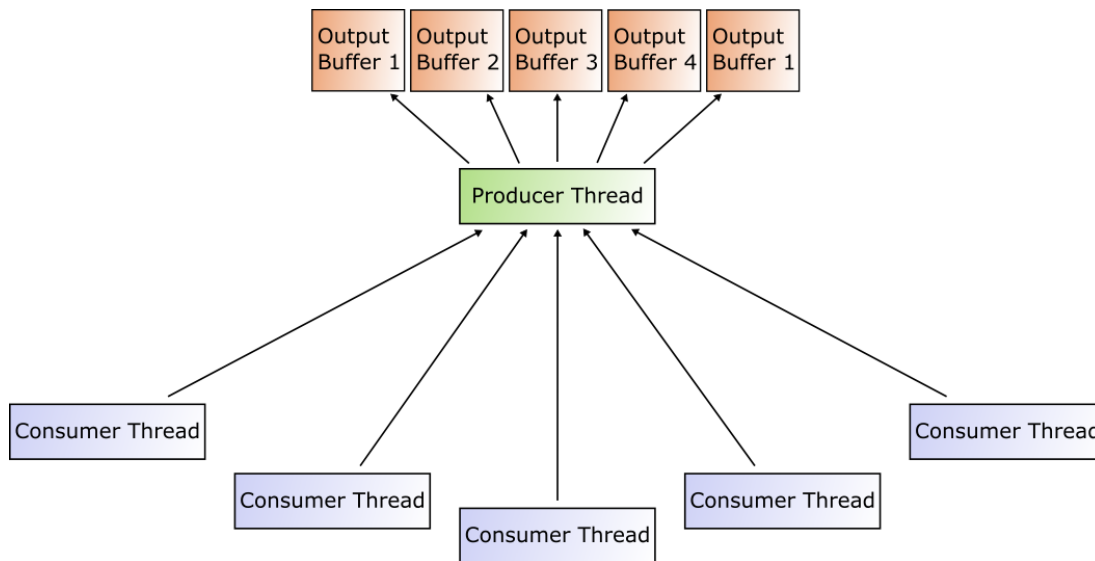 Output
Buffer 1
Output
Buffer 2
Output
Buffer 3
Output
Buffer 4
Output
Buffer 1
Producer Thread
Consumer Thread
Consumer Thread
Consumer Thread
Consumer Thread
Consumer Thread